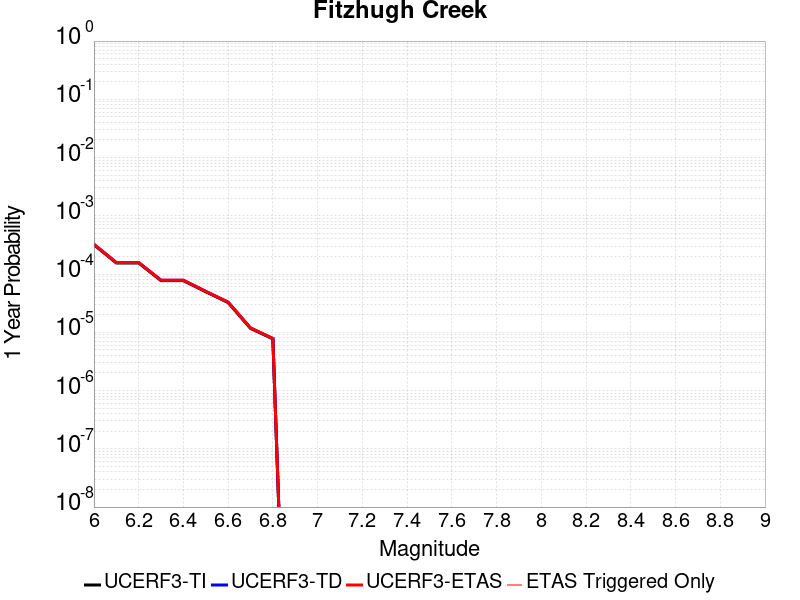 Fitzhugh Creek
10^0
10^-1
10^-2
10^-3
10^-4
10^-5
10^-6
10^-7
10^-8
1 Year Probability
6 6.2 6.4 6.6 6.8 7 7.2 7.4 7.6 7.8 8 8.2 8.4 8.6 8.8 9
Magnitude
UCERF3-TI UCERF3-TD UCERF3-ETAS ETAS Triggered Only